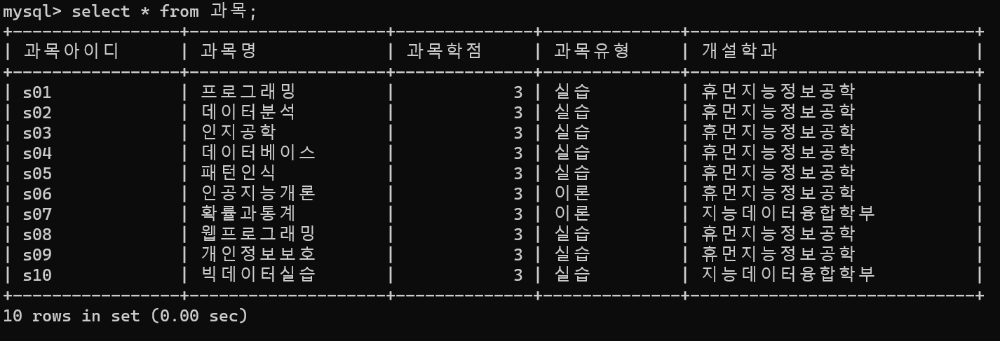 mysql> select * from 과목;
+-----------------+--------------------+--------------+--------------+-----------------------------+
| 과목아이디 | 과목명 | 과목학점 | 과목유형 | 개설학과 |
+-----------------+--------------------+--------------+--------------+-----------------------------+
| s01 | 프로그래밍 | 3 | 실습 | 휴먼지능정보공학 |
| s02 | 데이터분석 | 3 | 실습 | 휴먼지능정보공학 |
| s03 | 인지공학 | 3 | 실습 | 휴먼지능정보공학 |
| s04 | 데이터베이스 | 3 | 실습 | 휴먼지능정보공학 |
| s05 | 패턴인식 | 3 | 실습 | 휴먼지능정보공학 |
| s06 | 인공지능개론 | 3 | 이론 | 휴먼지능정보공학 |
| s07 | 확률과통계 | 3 | 이론 | 지능데이터융합학부 |
| s08 | 웹프로그래밍 | 3 | 실습 | 휴먼지능정보공학 |
| s09 | 개인정보보호 | 3 | 실습 | 휴먼지능정보공학 |
| s10 | 빅데이터실습 | 3 | 실습 | 지능데이터융합학부 |
+-----------------+--------------------+--------------+--------------+-----------------------------+
10 rows in set (0.00 sec)